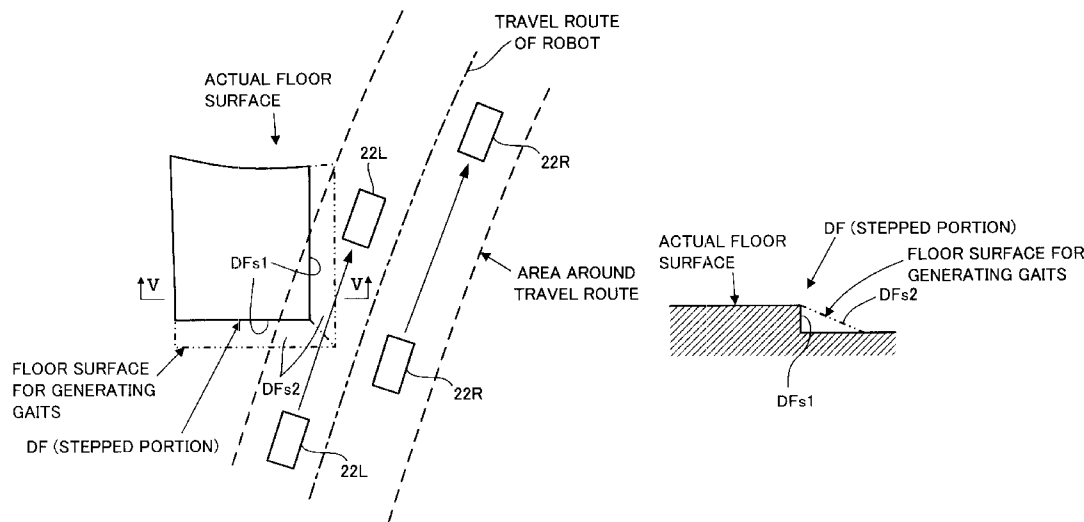 TRAVEL ROUTE
OF ROBOT
ACTUAL FLOOR
SURFACE
22L
22R
DFs1
V
V
AREA AROUND
TRAVEL ROUTE
FLOOR SURFACE
FOR GENERATING
GAITS
DFs2
22R
DF (STEPPED PORTION)
22L
DF (STEPPED PORTION)
ACTUAL FLOOR
SURFACE
FLOOR SURFACE FOR
GENERATING GAITS
DFs2
DFs1